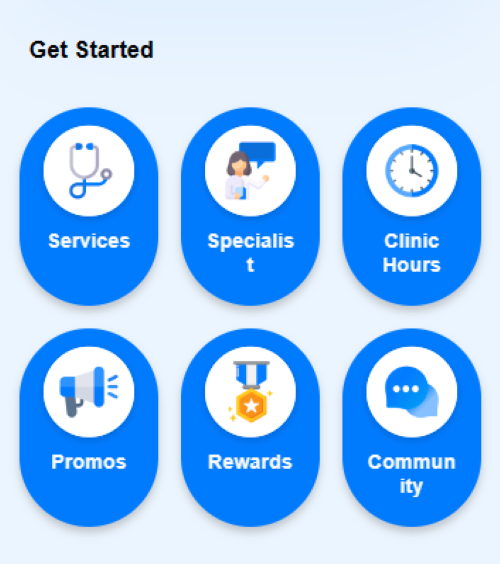 Get Started
Services
Specialis
t
Clinic
Hours
Promos
Rewards
Commun
ity